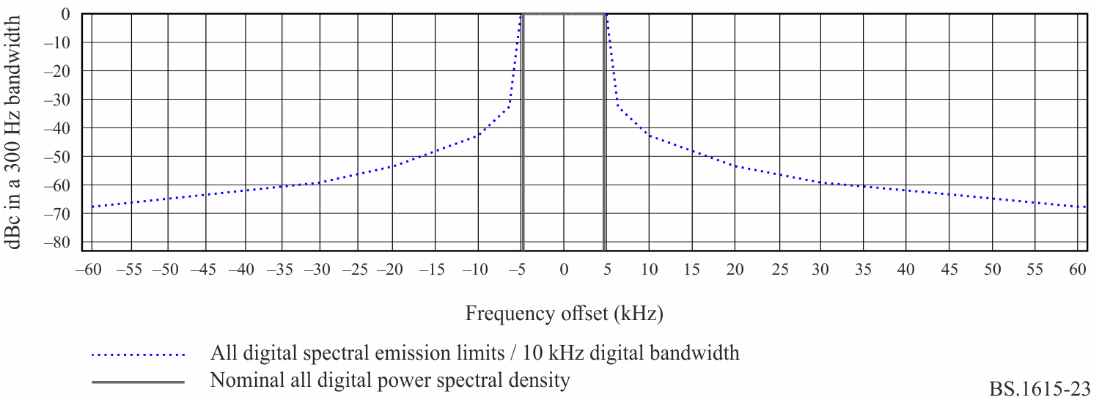 dBc in a 300 Hz bandwidth
0
–10
–20
–30
–40
–50
–60
–70
–80
–60 –55 –50 –45 –40 –35 –30 –25 –20 –15 –10 –5 0 5 10 15 20 25 30 35 40 45 50 55 60
Frequency offset (kHz)
All digital spectral emission limits / 10 kHz digital bandwidth
Nominal all digital power spectral density
BS.1615-23